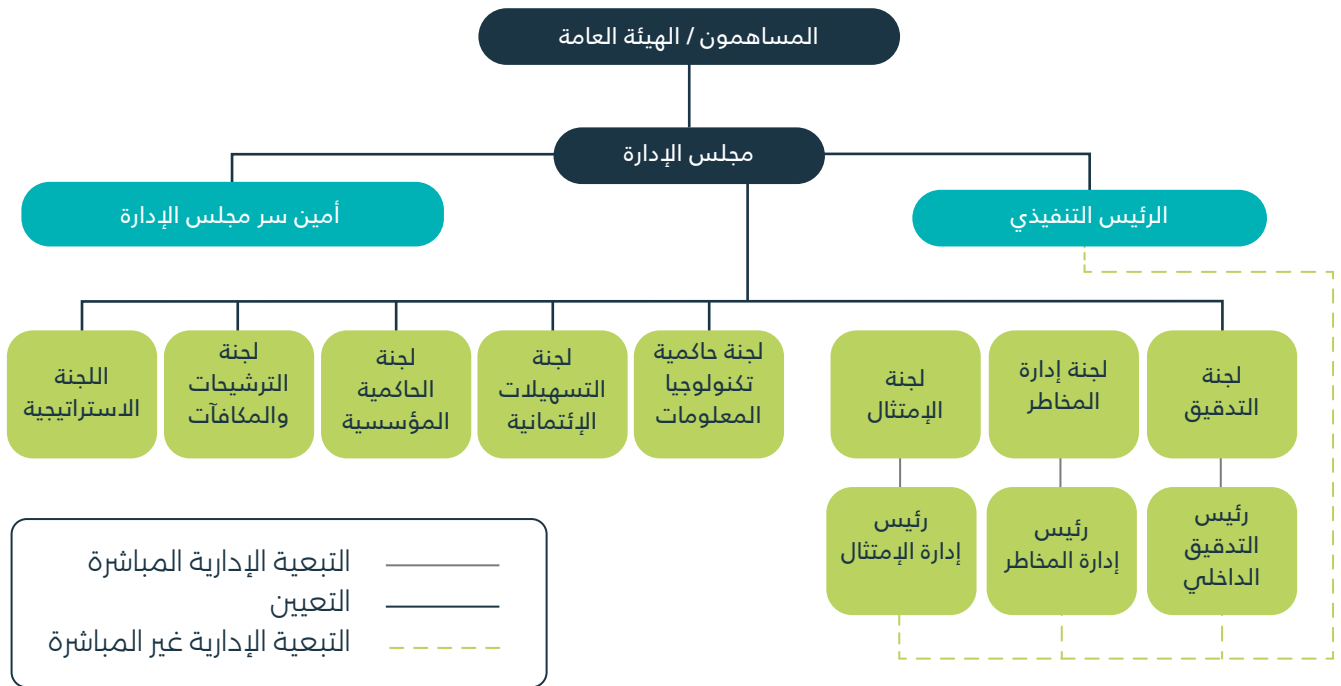 المساهمون / الهيئة العامة
مجلس الإدارة
الرئيس التنفيذي
أمين سر مجلس الإدارة
لجنة
التدقيق
لجنة إدارة
المخاطر
لجنة
الإمتثال
لجنة حاكمية
تكنولوجيا
المعلومات
لجنة
التسهيلات
الإئتمانية
لجنة
الحاكمية
المؤسسية
لجنة
الترشيحات
والمكافآت
اللجنة
الاستراتيجية
رئيس
التدقيق
الداخلي
رئيس
إدارة المخاطر
رئيس
إدارة الإمتثال
التبعية الإدارية المباشرة
التعيين
التبعية الإدارية غير المباشرة